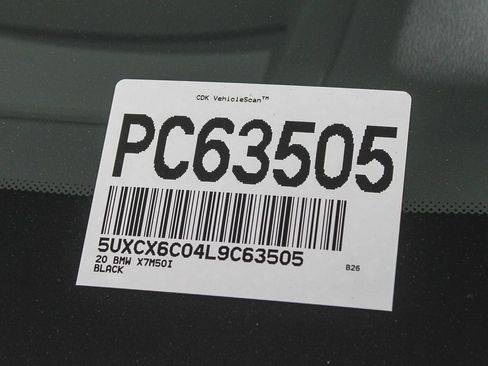 CDK VehicleScan™
PC63505
5UXCX6C04L9C63505
20 BMW X7M50I
BLACK
B26